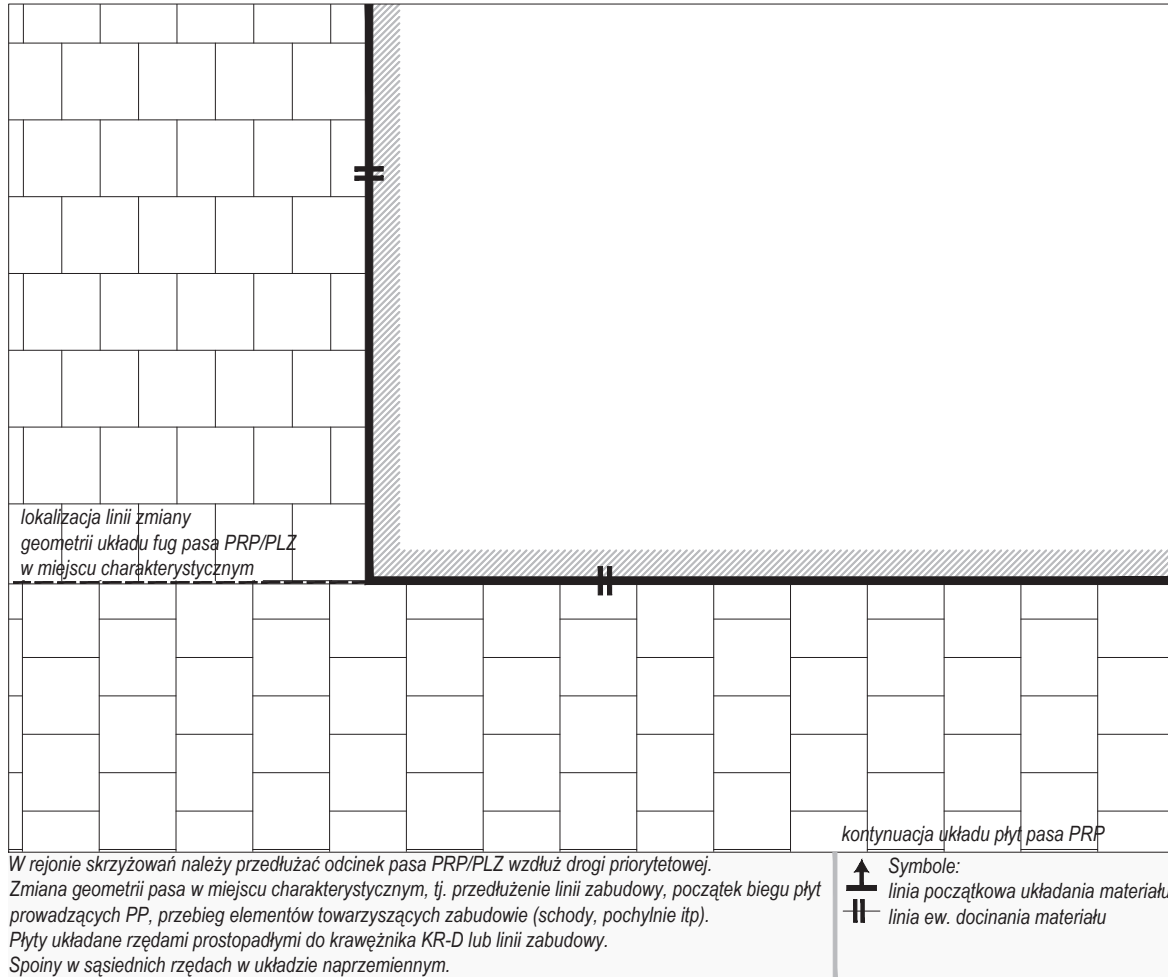 lokalizacja linii zmiany
geometrii układu fug pasa PRP/PLZ
w miejscu charakterystycznym
kontynuacja układu płyt pasa PRP
W rejonie skrzyżowań należy przedłużać odcinek pasa PRP/PLZ wzdłuż drogi priorytetowej.
Zmiana geometrii pasa w miejscu charakterystycznym, tj. przedłużenie linii zabudowy, początek biegu płyt
prowadzących PP, przebieg elementów towarzyszących zabudowie (schody, pochylnie itp).
Płyty układane rzędami prostopadłymi do krawężnika KR-D lub linii zabudowy.
Spoiny w sąsiednich rzędach w układzie naprzemiennym.
Symbole:
linia początkowa układania materiału
linia ew. docinania materiału